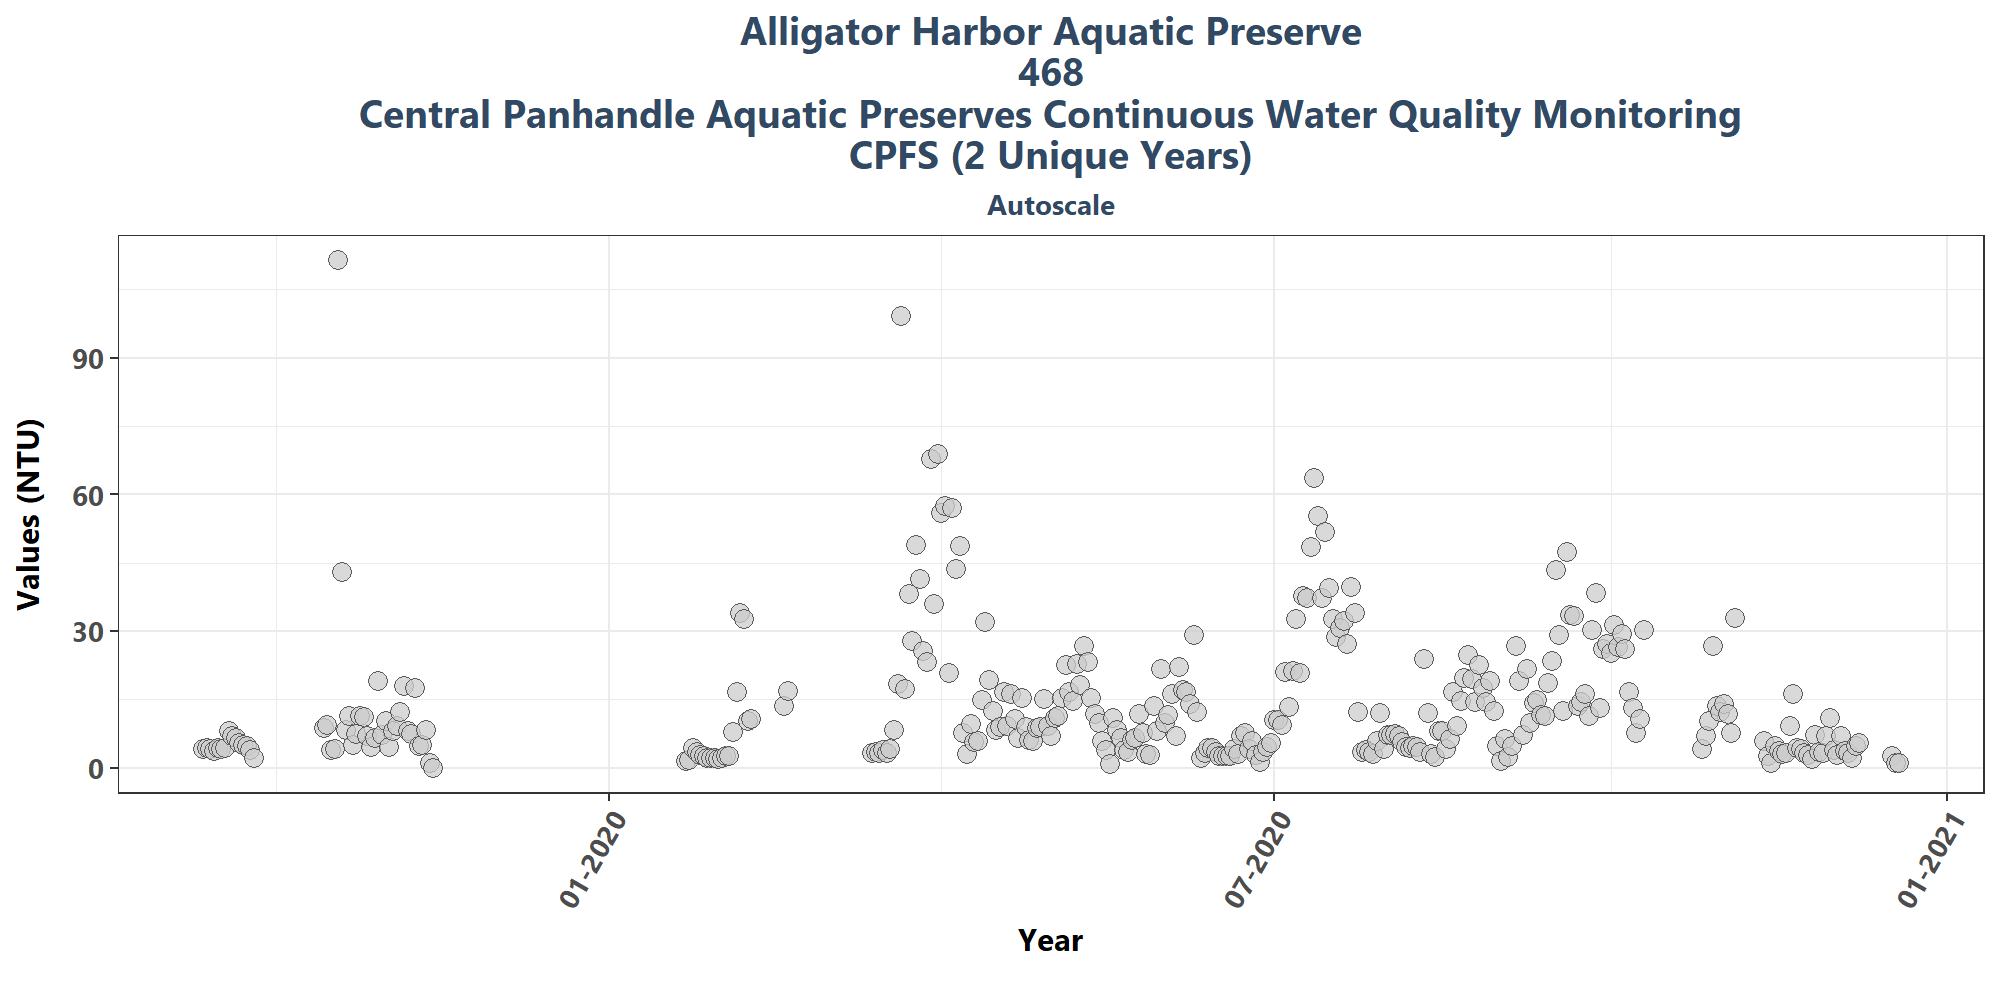 Alligator Harbor Aquatic Preserve
468
Central Panhandle Aquatic Preserves Continuous Water Quality Monitoring
CPFS (2 Unique Years)
Autoscale
Values (NTU)
90
60
30
0
01-2020
07-2020
01-2021
Year